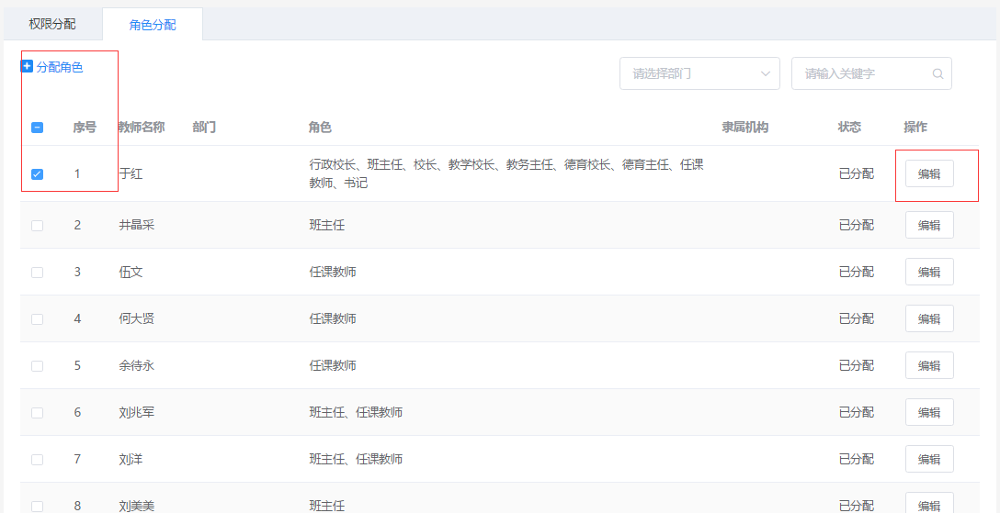 权限分配 角色分配
分配角色 请选择部门 请输入关键字
序号 教师名称 部门 角色 隶属机构 状态 操作
1 于红 行政校长、班主任、校长、教学校长、教务主任、德育校长、德育主任、任课 已分配 编辑
教师、书记
2 井晶采 班主任 已分配 编辑
3 伍文 任课教师 已分配 编辑
4 何大贤 任课教师 已分配 编辑
5 余待永 任课教师 已分配 编辑
6 刘兆军 班主任、任课教师 已分配 编辑
7 刘洋 班主任、任课教师 已分配 编辑
8 刘美美 班主任 已分配 编辑